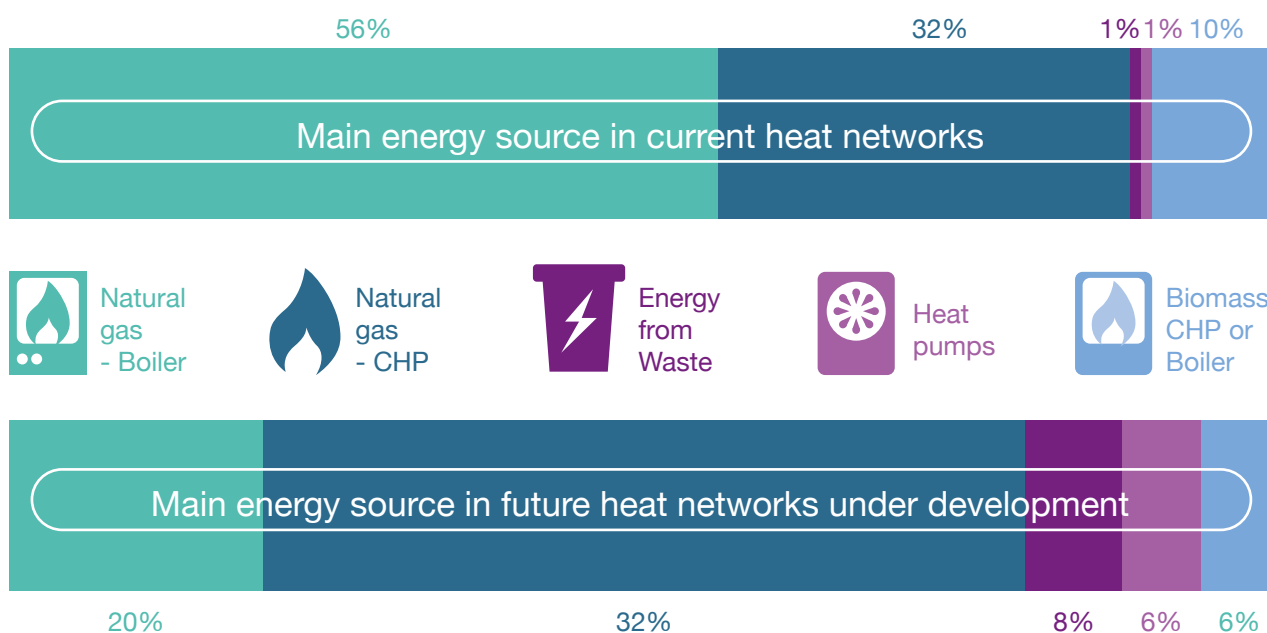 56% 32% 1% 1% 10%
Main energy source in current heat networks
Natural
gas
- Boiler
Natural
gas
- CHP
Energy
from
Waste
Heat
pumps
Biomass
CHP or
Boiler
Main energy source in future heat networks under development
20% 32% 8% 6% 6%